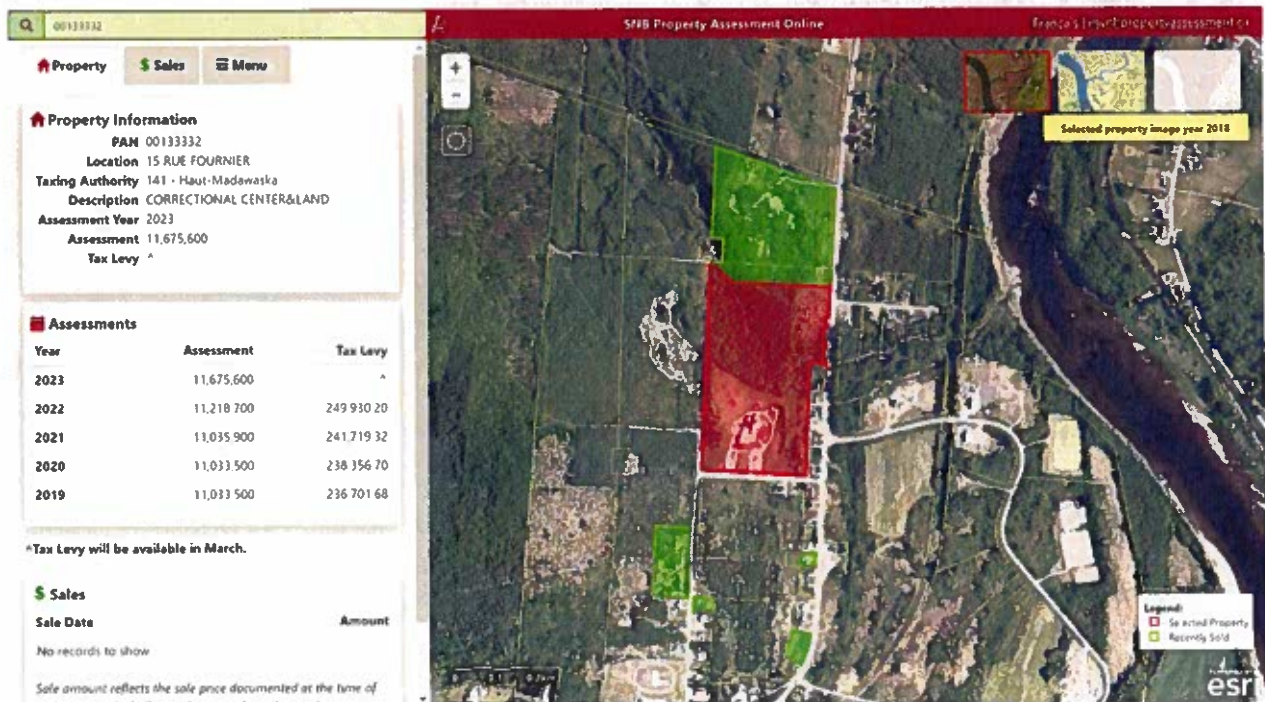 00133332
SNB Property Assessment Online
Property
$ Sales
Menu
Property Information
PAN 00133332
Location 15 RUE FOURNIER
Taxing Authority 141 - Haut-Madawaska
Description CORRECTIONAL CENTER&LAND
Assessment Year 2023
Assessment 11,675,600
Tax Levy ^
Assessments
Year Assessment Tax Levy
2023 11,675,600 ^
2022 11,218 700 249 930 20
2021 11,035 900 241,719 32
2020 11,033,500 238 356 70
2019 11,033 500 236 701 68
^Tax Levy will be available in March.
$ Sales
Sale Date Amount
No records to show
Sale amount reflects the sale price documented at the time of
+
-
Selected property image year 2018
Legend:
Selected Property
Recently Sold
esri